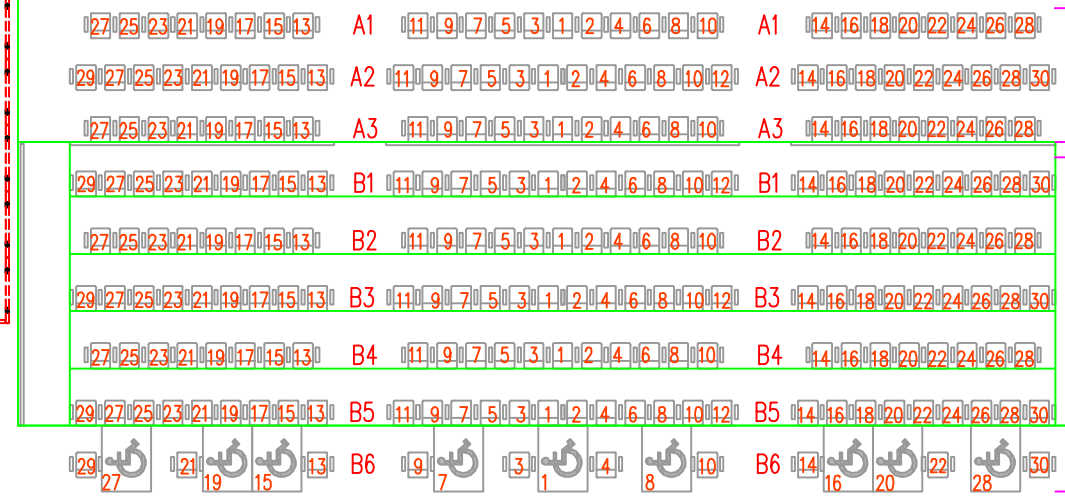 27 25 23 21 19 17 15 13 A1 11 9 7 5 3 1 2 4 6 8 10 A1 14 16 18 20 22 24 26 28
29 27 25 23 21 19 17 15 13 A2 11 9 7 5 3 1 2 4 6 8 10 12 A2 14 16 18 20 22 24 26 28 30
27 25 23 21 19 17 15 13 A3 11 9 7 5 3 1 2 4 6 8 10 A3 14 16 18 20 22 24 26 28
29 27 25 23 21 19 17 15 13 B1 11 9 7 5 3 1 2 4 6 8 10 12 B1 14 16 18 20 22 24 26 28 30
27 25 23 21 19 17 15 13 B2 11 9 7 5 3 1 2 4 6 8 10 B2 14 16 18 20 22 24 26 28
29 27 25 23 21 19 17 15 13 B3 11 9 7 5 3 1 2 4 6 8 10 12 B3 14 16 18 20 22 24 26 28 30
27 25 23 21 19 17 15 13 B4 11 9 7 5 3 1 2 4 6 8 10 B4 14 16 18 20 22 24 26 28
29 27 25 23 21 19 17 15 13 B5 11 9 7 5 3 1 2 4 6 8 10 12 B5 14 16 18 20 22 24 26 28 30
29 27 21 19 15 13 B6 9 7 3 1 4 8 10 B6 14 16 20 22 28 30